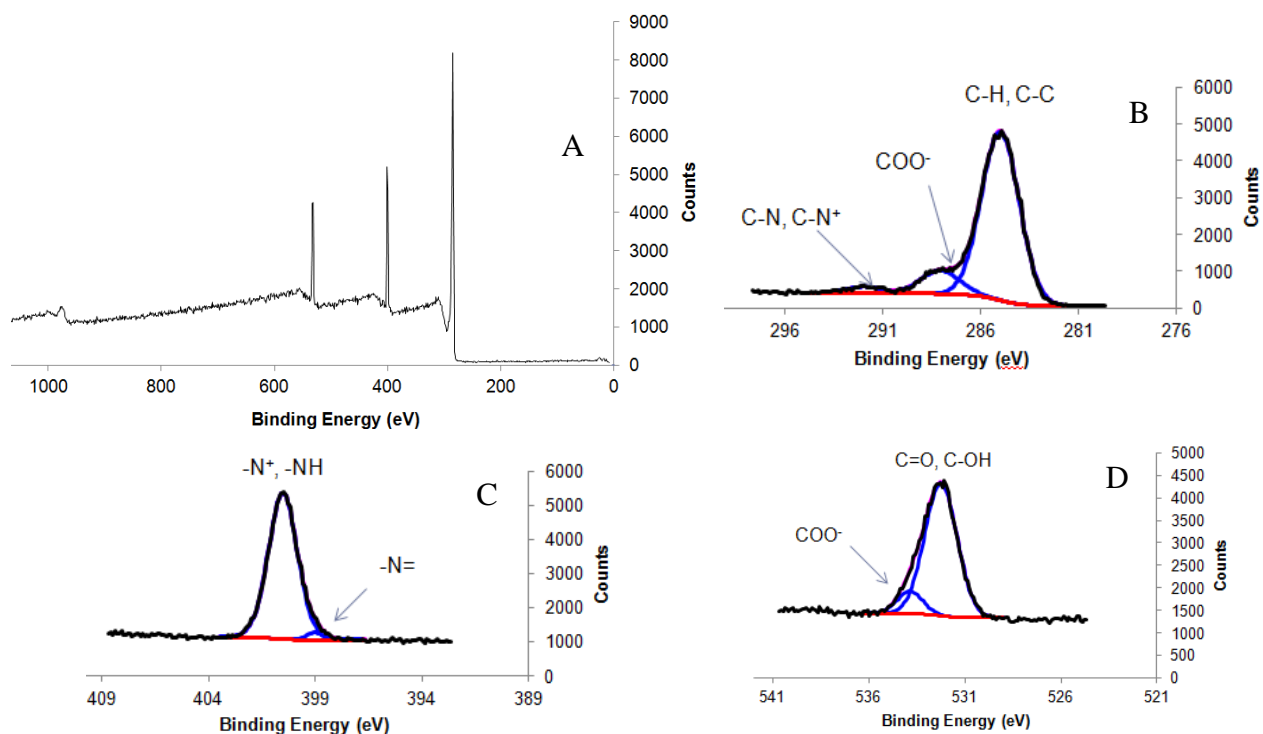 A
9000
8000
7000
6000
5000
4000
3000
2000
1000
0
Counts
1000 800 600 400 200 0
Binding Energy (eV)
B
C-H, C-C
COO⁻
C-N, C-N⁺
6000
5000
4000
3000
2000
1000
0
Counts
296 291 286 281 276
Binding Energy (eV)
C
-N⁺, -NH
-N=
6000
5000
4000
3000
2000
1000
0
Counts
409 404 399 394 389
Binding Energy (eV)
D
C=O, C-OH
COO⁻
5000
4500
4000
3500
3000
2500
2000
1500
1000
500
0
Counts
541 536 531 526 521
Binding Energy (eV)